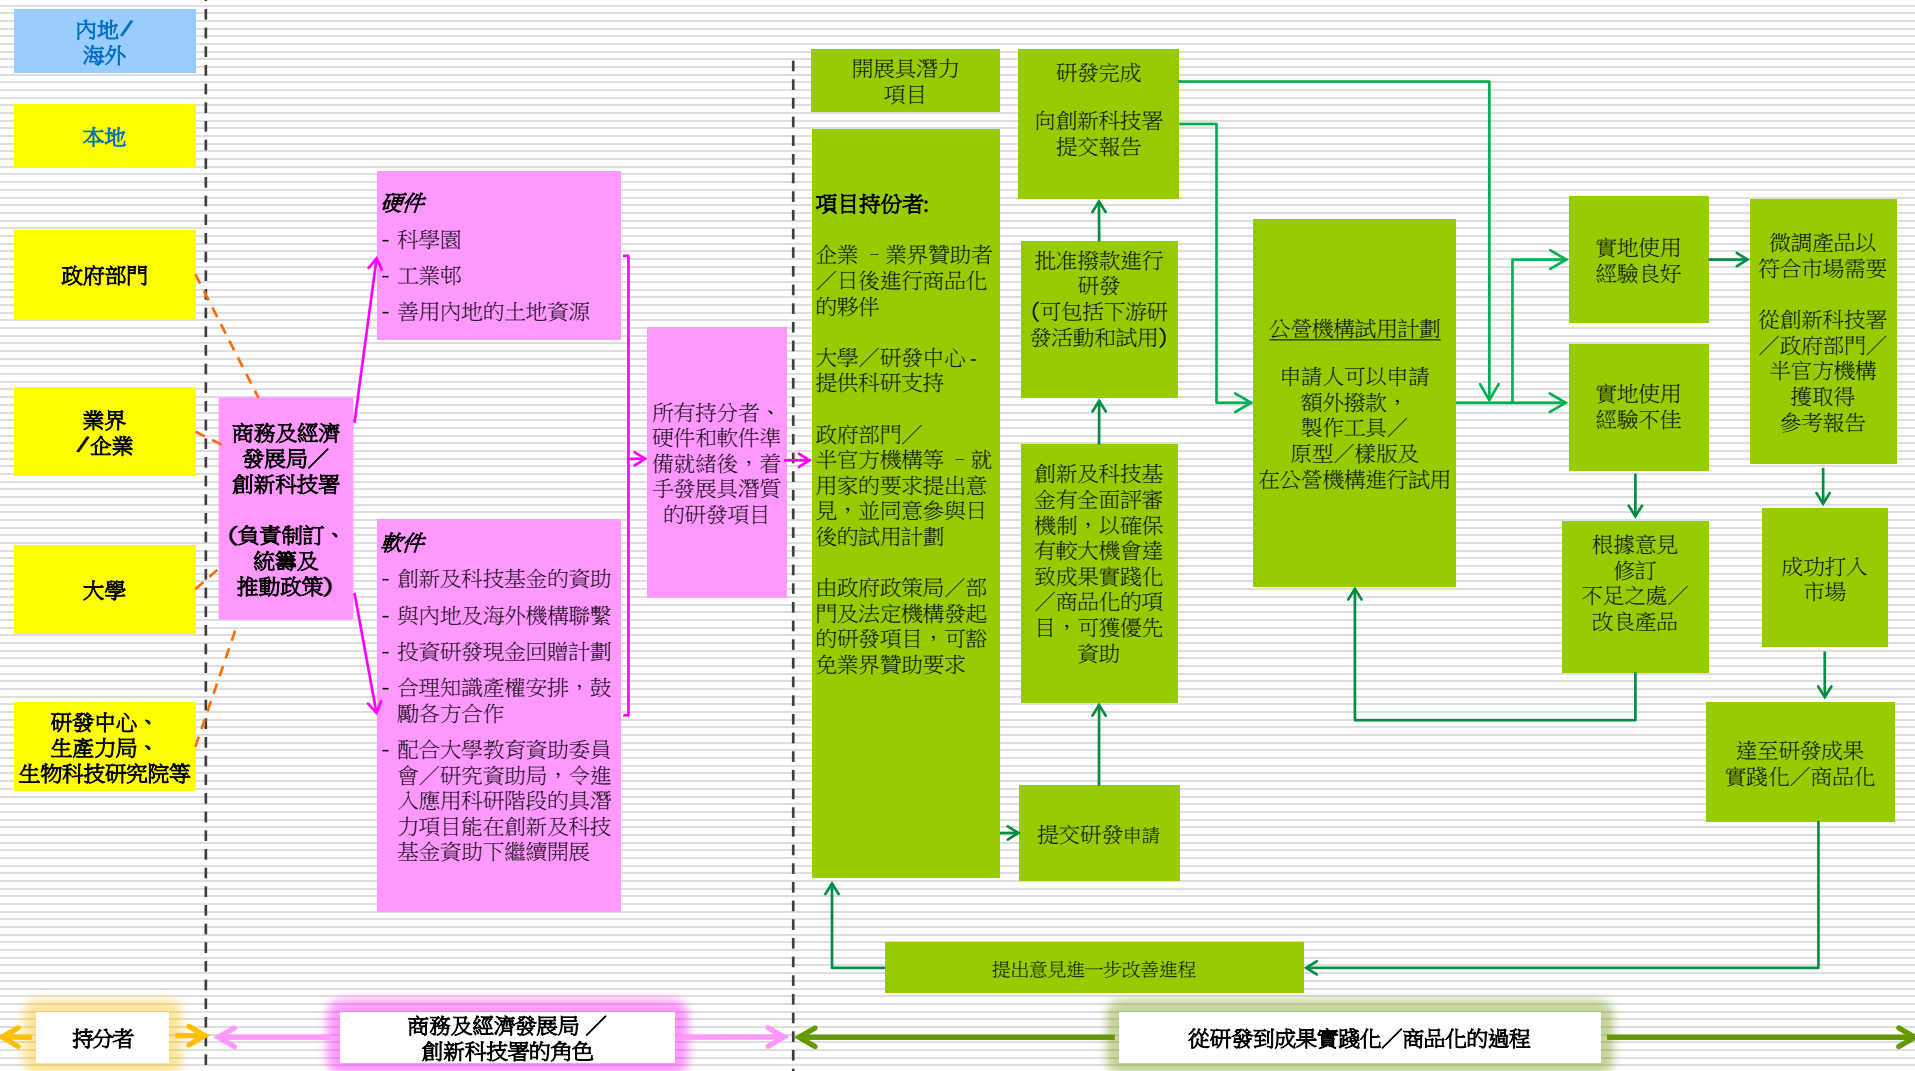 內地/
海外
本地
政府部門
業界
/企業
大學
研發中心、
生產力局、
生物科技研究院等
商務及經濟
發展局／
創新科技署
(負責制訂、
統籌及
推動政策)
硬件
- 科學園
- 工業邨
- 善用內地的土地資源
軟件
- 創新及科技基金的資助
- 與內地及海外機構聯繫
- 投資研發現金回贈計劃
- 合理知識產權安排，鼓
勵各方合作
- 配合大學教育資助委員
會／研究資助局，令進
入應用科研階段的具潛
力項目能在創新及科技
基金資助下繼續開展
所有持分者、
硬件和軟件準
備就緒後，着
手發展具潛質
的研發項目
開展具潛力
項目
項目持份者:
企業 – 業界贊助者
／日後進行商品化
的夥伴
大學／研發中心 -
提供科研支持
政府部門／
半官方機構等 – 就
用家的要求提出意
見，並同意參與日
後的試用計劃
由政府政策局／部
門及法定機構發起
的研發項目，可豁
免業界贊助要求
研發完成
向創新科技署
提交報告
批准撥款進行
研發
(可包括下游研
發活動和試用)
創新及科技基
金有全面評審
機制，以確保
有較大機會達
致成果實踐化
／商品化的項
目，可獲優先
資助
提交研發申請
公營機構試用計劃
申請人可以申請
額外撥款，
製作工具／
原型／樣版及
在公營機構進行試用
實地使用
經驗良好
實地使用
經驗不佳
根據意見
修訂
不足之處／
改良產品
微調產品以
符合市場需要
從創新科技署
／政府部門／
半官方機構
獲取得
參考報告
成功打入
市場
達至研發成果
實踐化／商品化
提出意見進一步改善進程
持分者
商務及經濟發展局 ／
創新科技署的角色
從研發到成果實踐化／商品化的過程